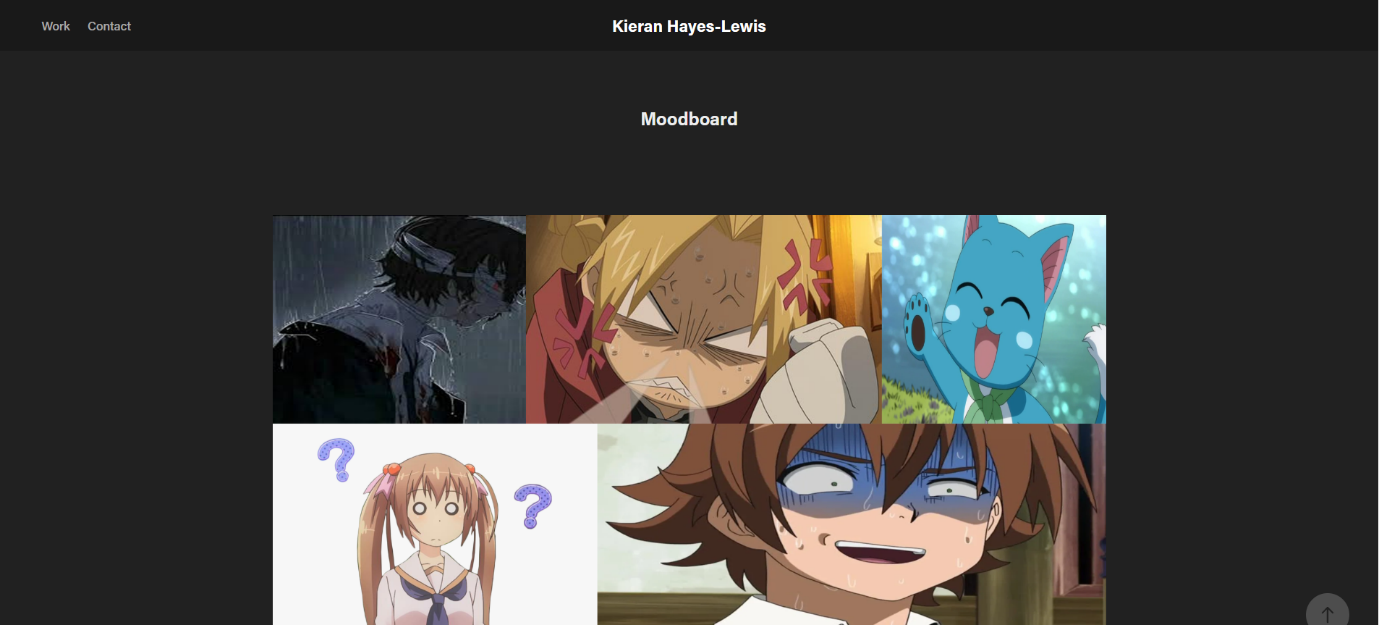 Work
Contact
Kieran Hayes-Lewis
Moodboard
? ?